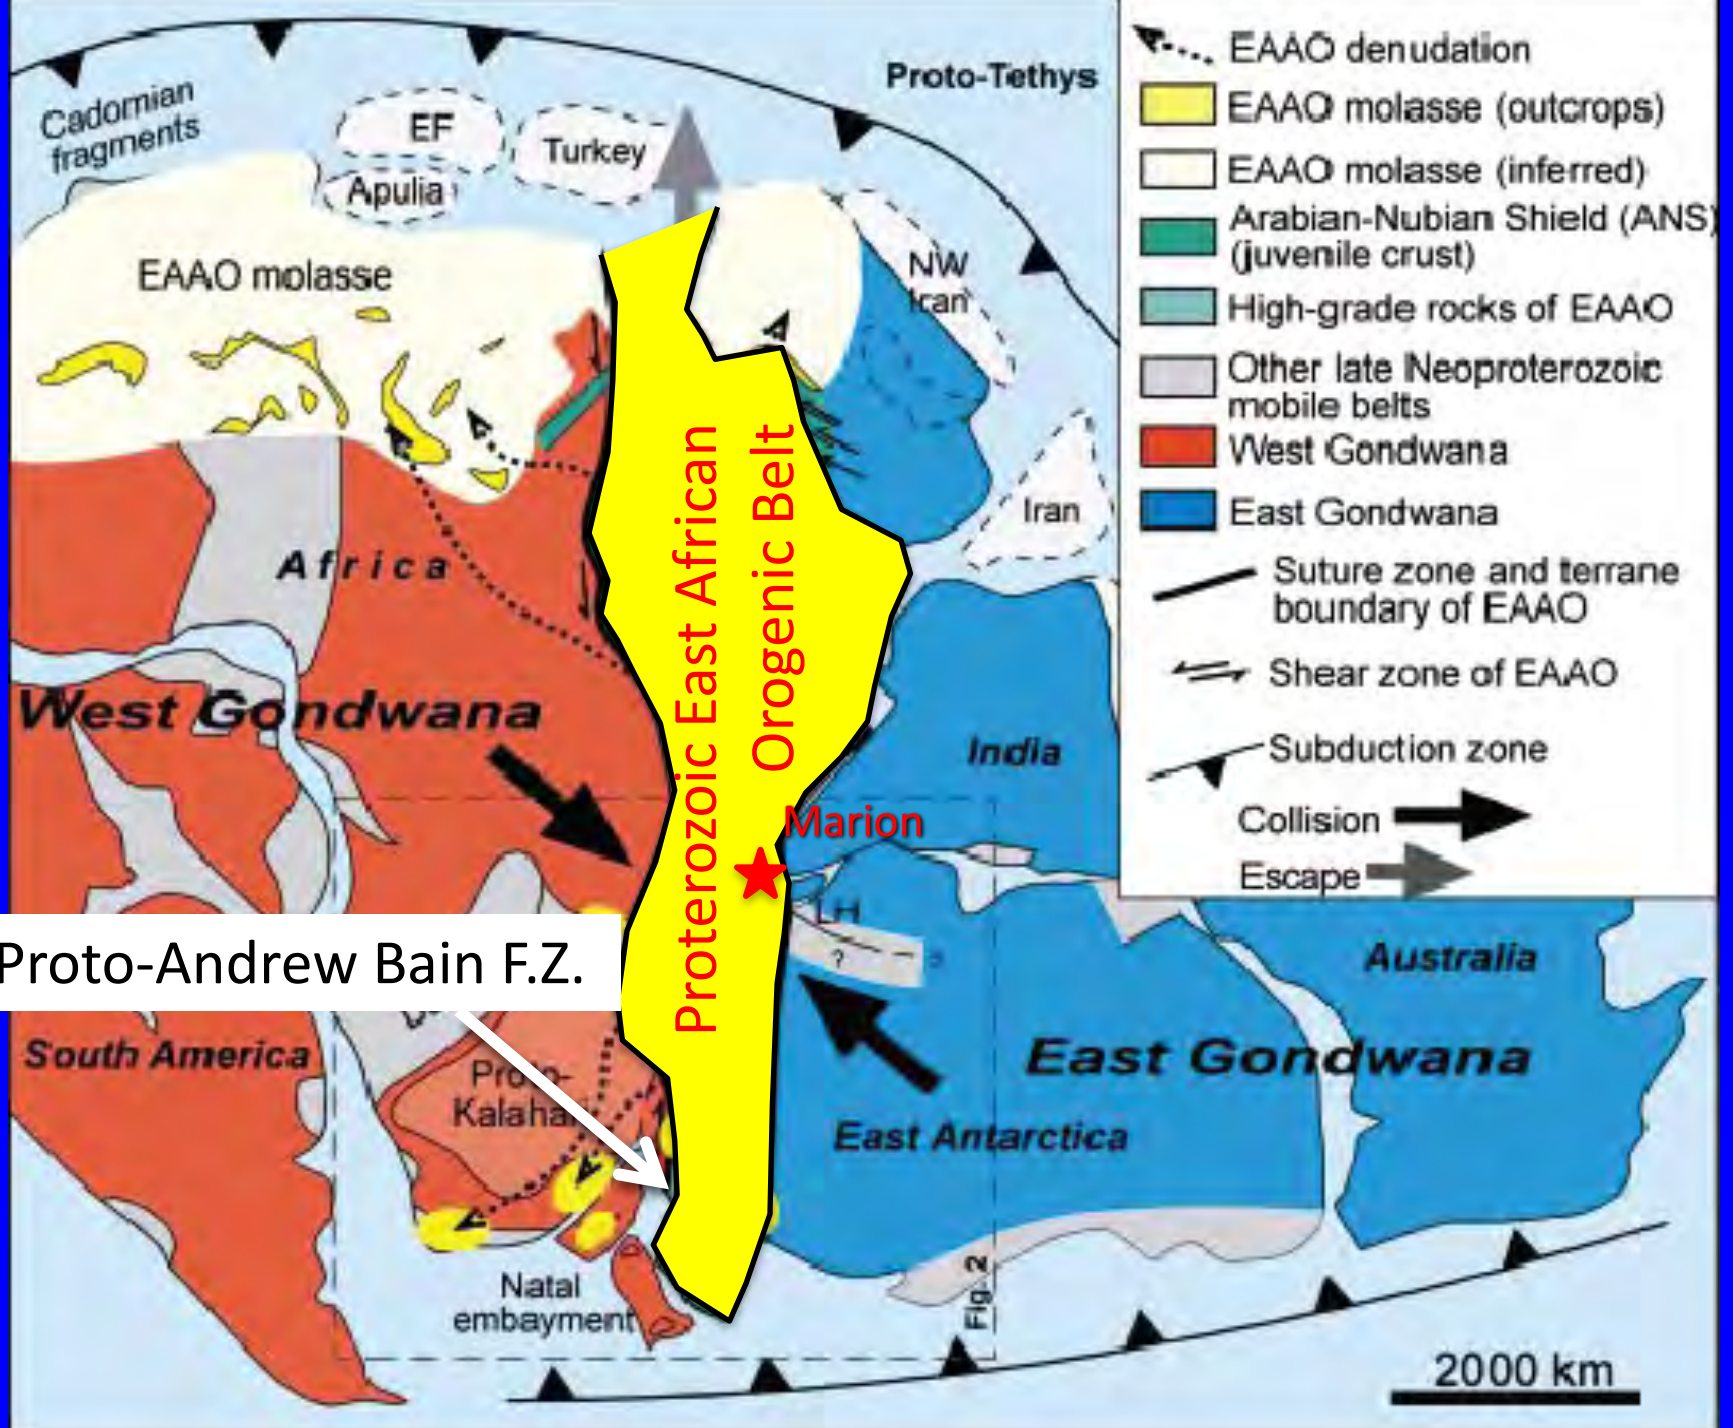 Cadomian
fragments
EF
Apulia
Turkey
Proto-Tethys
EAAO molasse
NW
Iran
Iran
Africa
West Gondwana
Proterozoic East African
Orogenic Belt
India
Marion
LH
?
?
Proto-Andrew Bain F.Z.
South America
Proto-
Kalahari
East Gondwana
Australia
East Antarctica
Natal
embayment
Fig. 2
2000 km
EAAO denudation
EAAO molasse (outcrops)
EAAO molasse (inferred)
Arabian-Nubian Shield (ANS)
(juvenile crust)
High-grade rocks of EAAO
Other late Neoproterozoic
mobile belts
West Gondwana
East Gondwana
Suture zone and terrane
boundary of EAAO
Shear zone of EAAO
Subduction zone
Collision
Escape